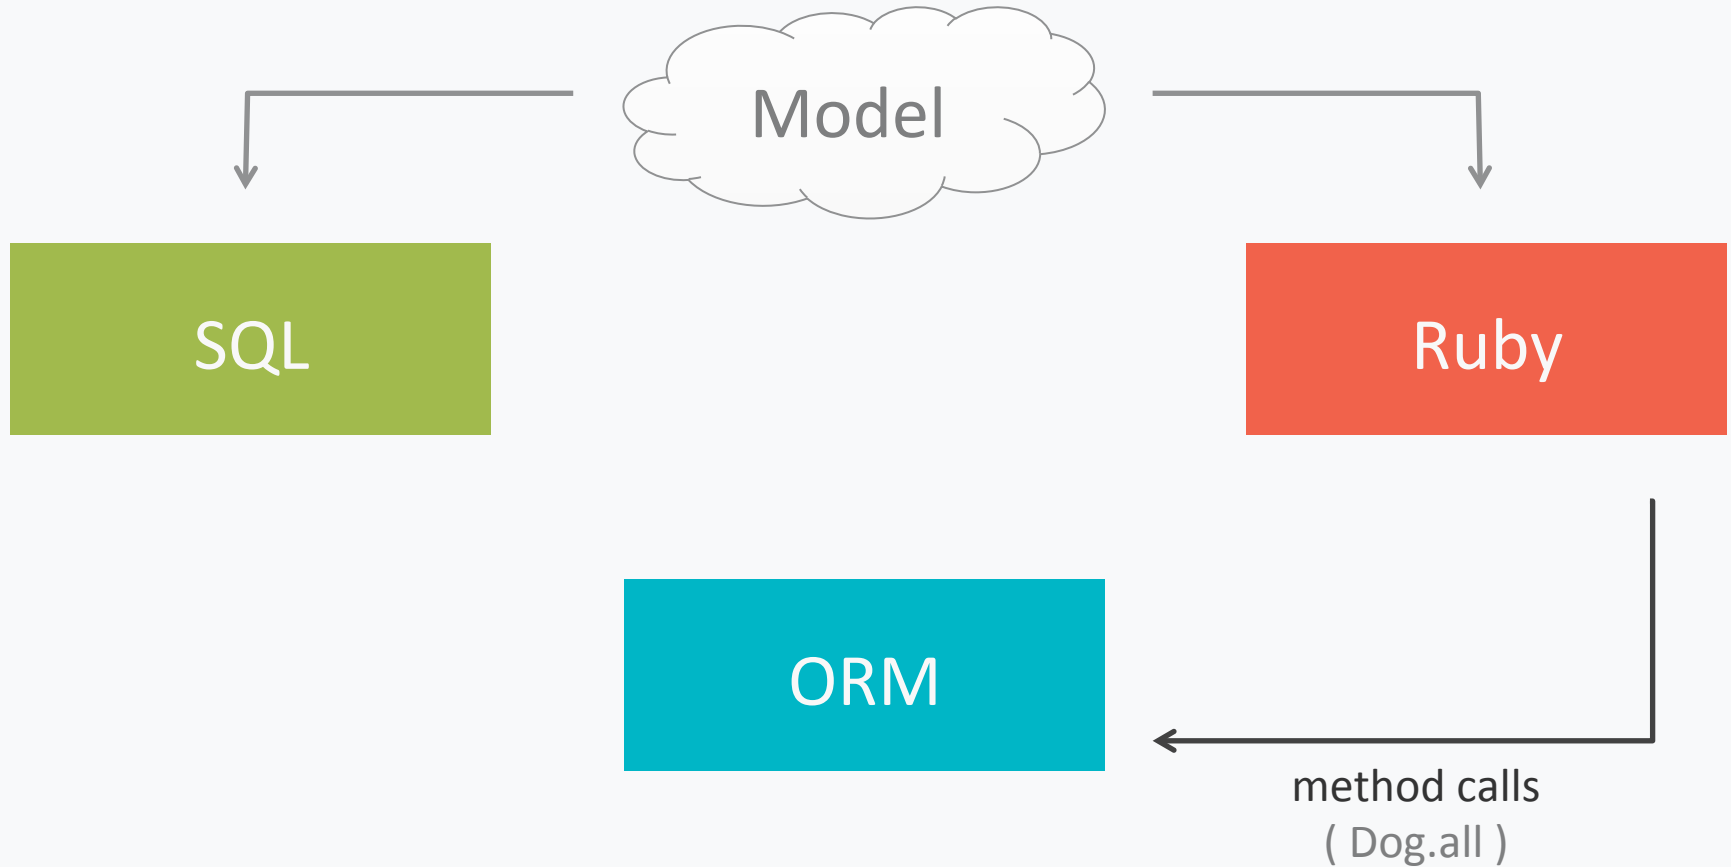 Model
SQL
Ruby
ORM
method calls
( Dog.all )